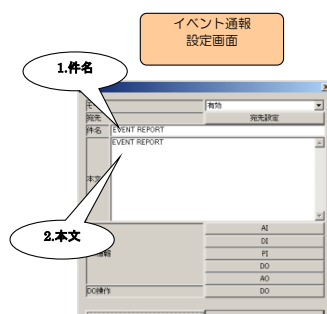 イベント通報
設定画面
1.件名
有効
宛先
宛先設定
件名
EVENT REPORT
EVENT REPORT
本文
2.本文
AI
DI
PI
DO
AO
DO操作
DO